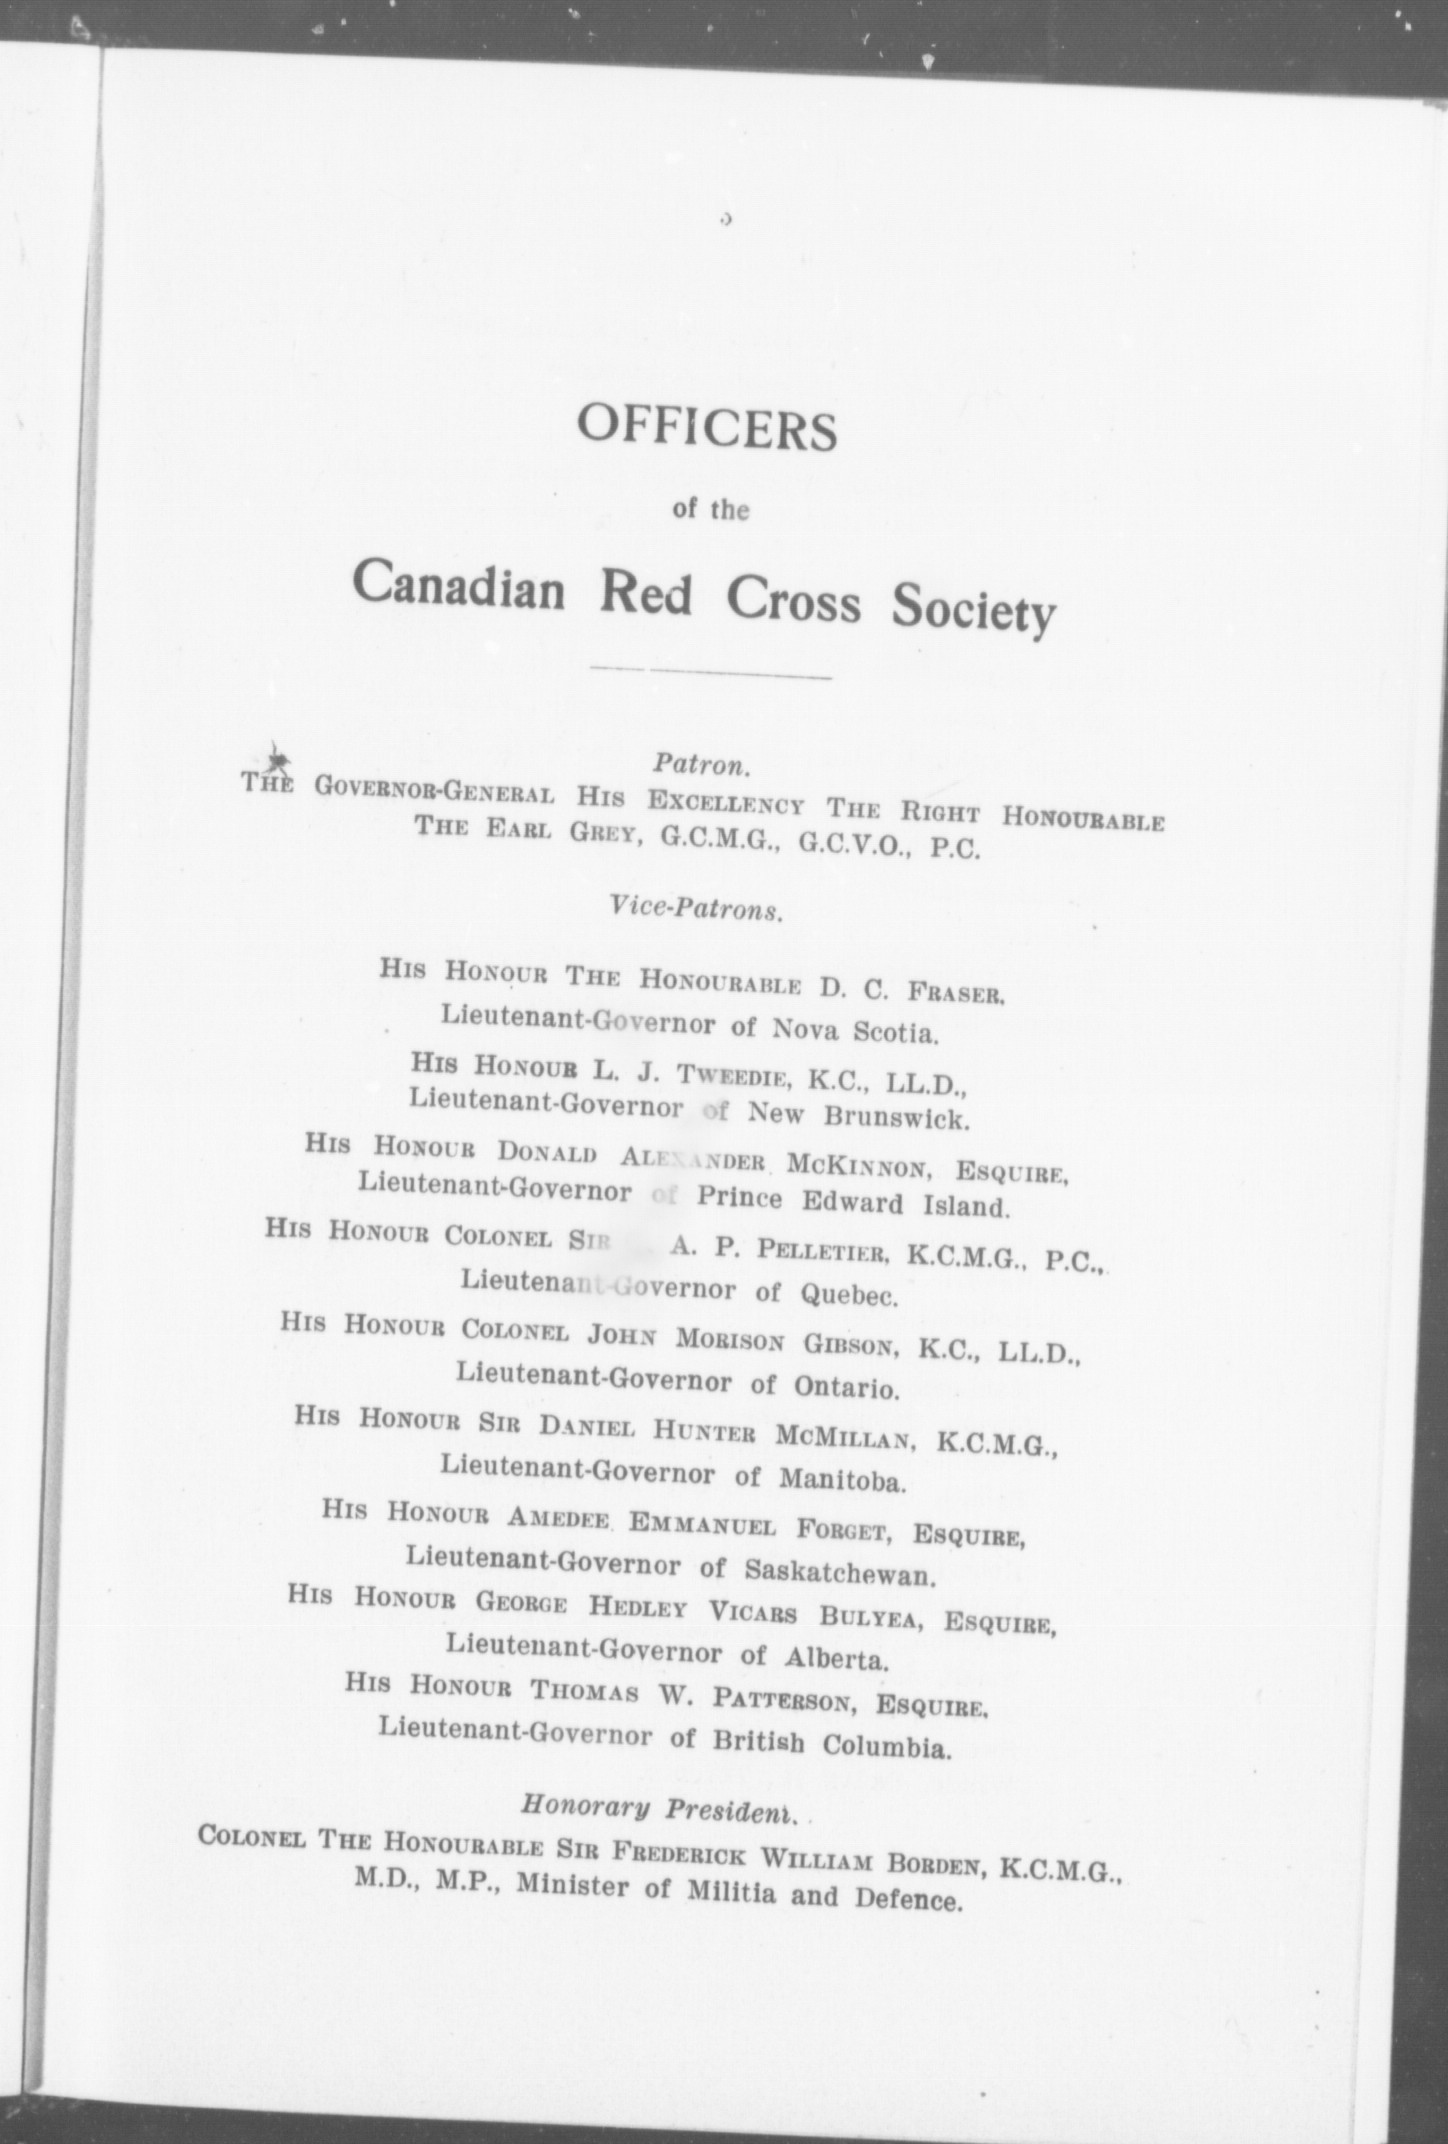 OFFICERS
of the
Canadian Red Cross Society
Patron.
THE GOVERNOR-GENERAL HIS EXCELLENCY THE RIGHT HONOURABLE
THE EARL GREY, G.C.M.G., G.C.V.O., P.C.
Vice-Patrons.
HIS HONOUR THE HONOURABLE D. C. FRASER,
Lieutenant-Governor of Nova Scotia.
HIS HONOUR L. J. TWEEDIE, K.C., LL.D.,
Lieutenant-Governor of New Brunswick.
HIS HONOUR DONALD ALEXANDER McKINNON, ESQUIRE,
Lieutenant-Governor of Prince Edward Island.
HIS HONOUR COLONEL SIR A. P. PELLETIER, K.C.M.G., P.C.,
Lieutenant-Governor of Quebec.
HIS HONOUR COLONEL JOHN MORISON GIBSON, K.C., LL.D.,
Lieutenant-Governor of Ontario.
HIS HONOUR SIR DANIEL HUNTER McMILLAN, K.C.M.G.,
Lieutenant-Governor of Manitoba.
HIS HONOUR AMEDEE EMMANUEL FORGET, ESQUIRE,
Lieutenant-Governor of Saskatchewan.
HIS HONOUR GEORGE HEDLEY VICARS BULYEA, ESQUIRE,
Lieutenant-Governor of Alberta.
HIS HONOUR THOMAS W. PATTERSON, ESQUIRE,
Lieutenant-Governor of British Columbia.
Honorary President.
COLONEL THE HONOURABLE SIR FREDERICK WILLIAM BORDEN, K.C.M.G.,
M.D., M.P., Minister of Militia and Defence.